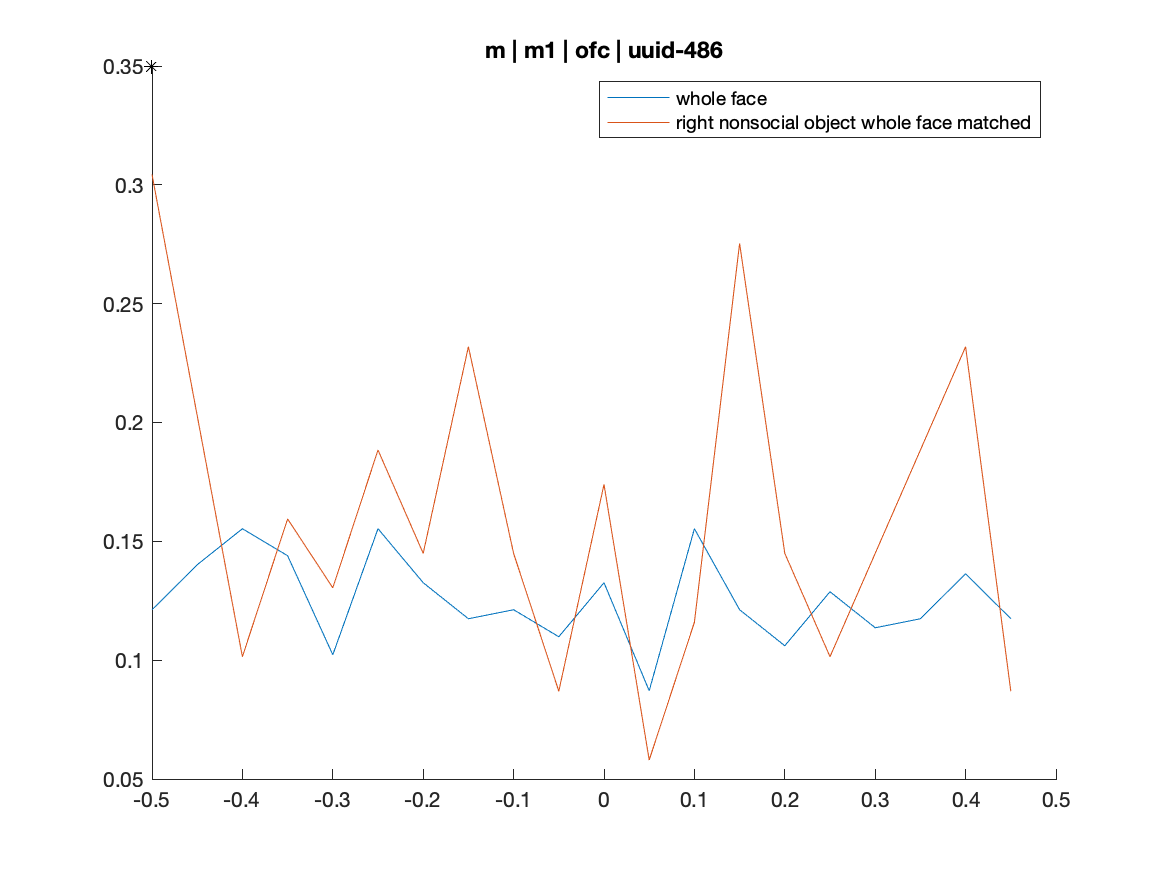 m | m1 | ofc | uuid-486
whole face
right nonsocial object whole face matched
0.35
0.3
0.25
0.2
0.15
0.1
0.05
-0.5 -0.4 -0.3 -0.2 -0.1 0 0.1 0.2 0.3 0.4 0.5